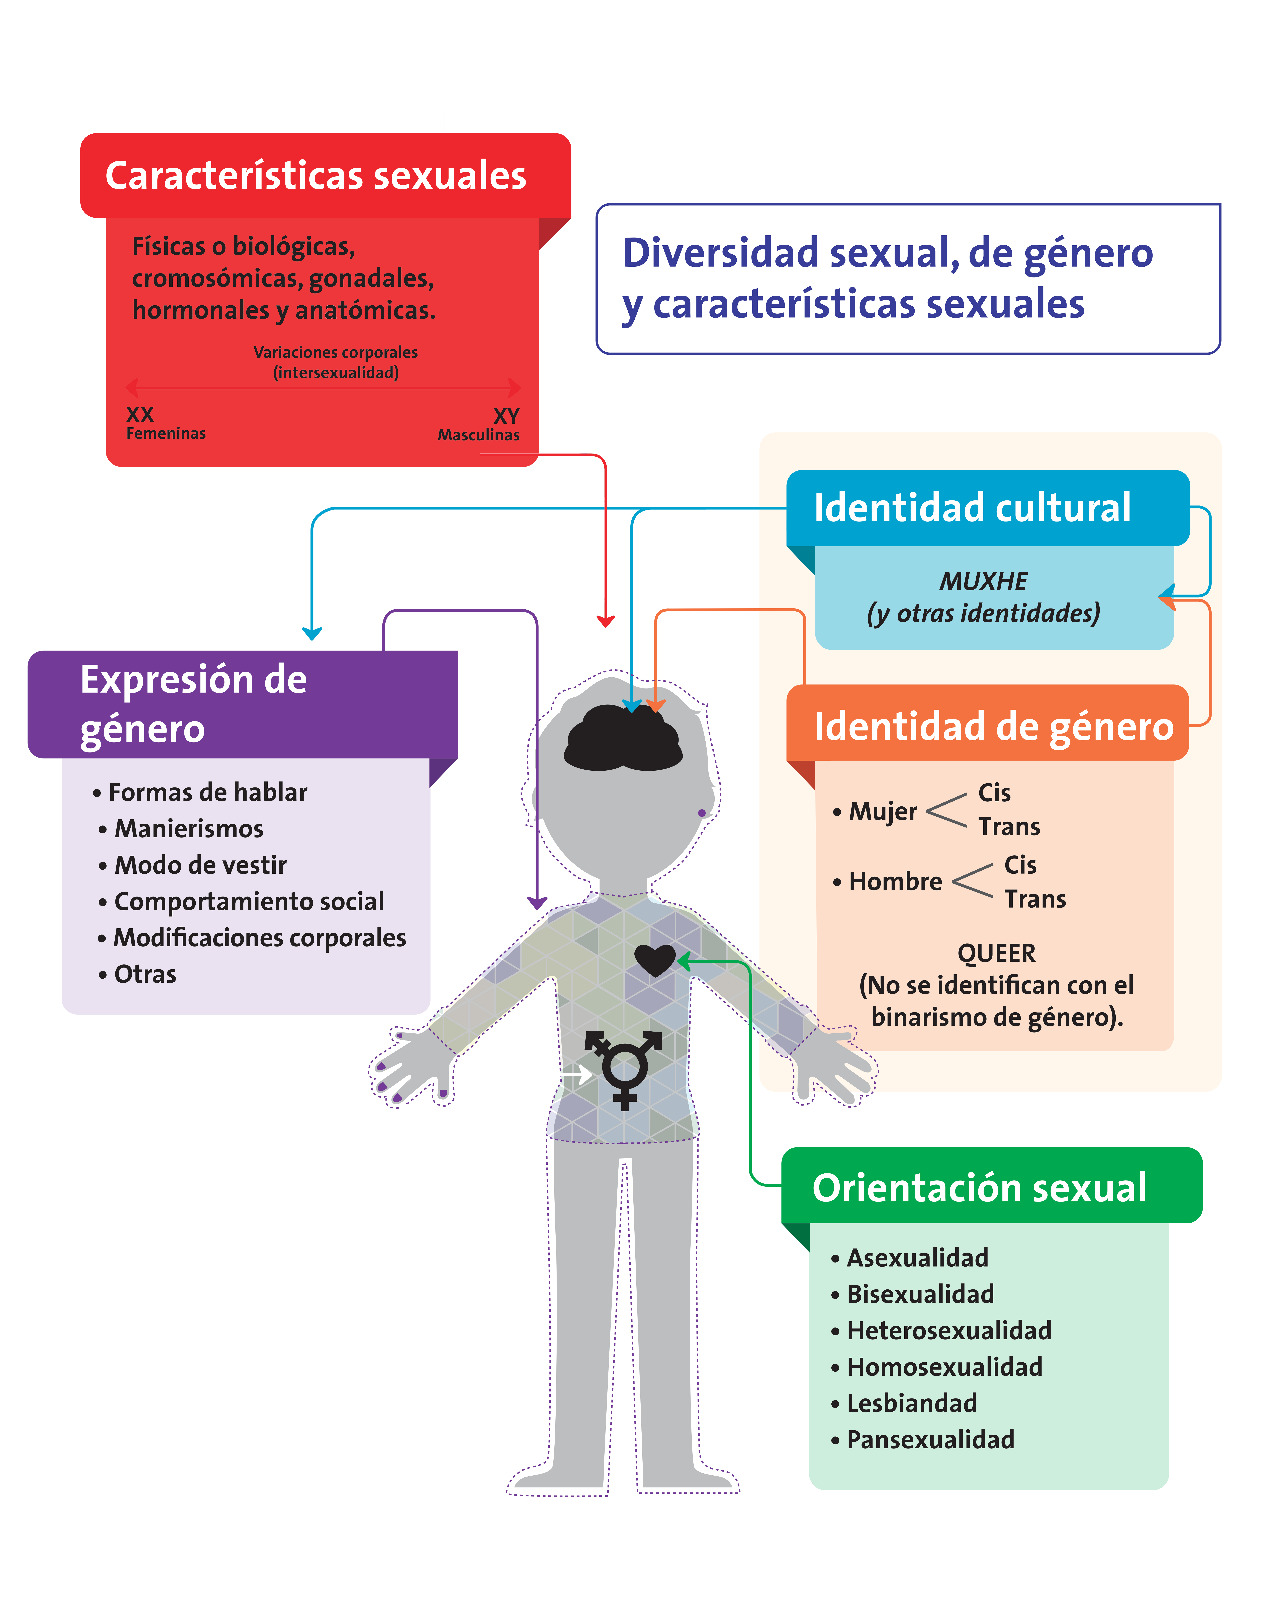 Características sexuales
Físicas o biológicas,
cromosómicas, gonadales,
hormonales y anatómicas.
Variaciones corporales
(intersexualidad)
XX
Femeninas
XY
Masculinas
Diversidad sexual, de género
y características sexuales
Identidad cultural
MUXHE
(y otras identidades)
Expresión de
género
• Formas de hablar
• Manierismos
• Modo de vestir
• Comportamiento social
• Modificaciones corporales
• Otras
Identidad de género
• Mujer
Cis
Trans
• Hombre
Cis
Trans
QUEER
(No se identifican con el
binarismo de género).
Orientación sexual
• Asexualidad
• Bisexualidad
• Heterosexualidad
• Homosexualidad
• Lesbiandad
• Pansexualidad